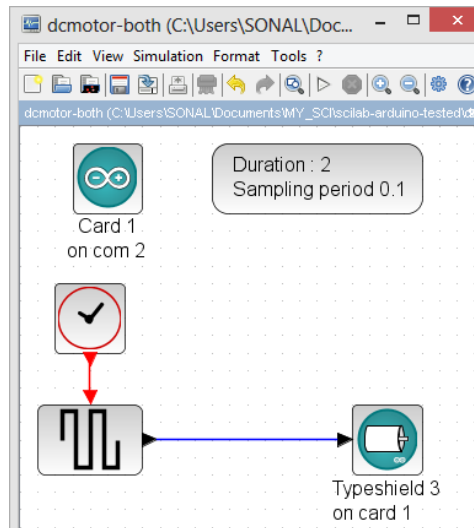 dcmotor-both (C:\Users\SONAL\Doc...
File Edit View Simulation Format Tools ?
dcmotor-both (C:\Users\SONAL\Documents\MY_SCI\scilab-arduino-tested\
Duration : 2
Sampling period 0.1
Card 1
on com 2
Typeshield 3
on card 1